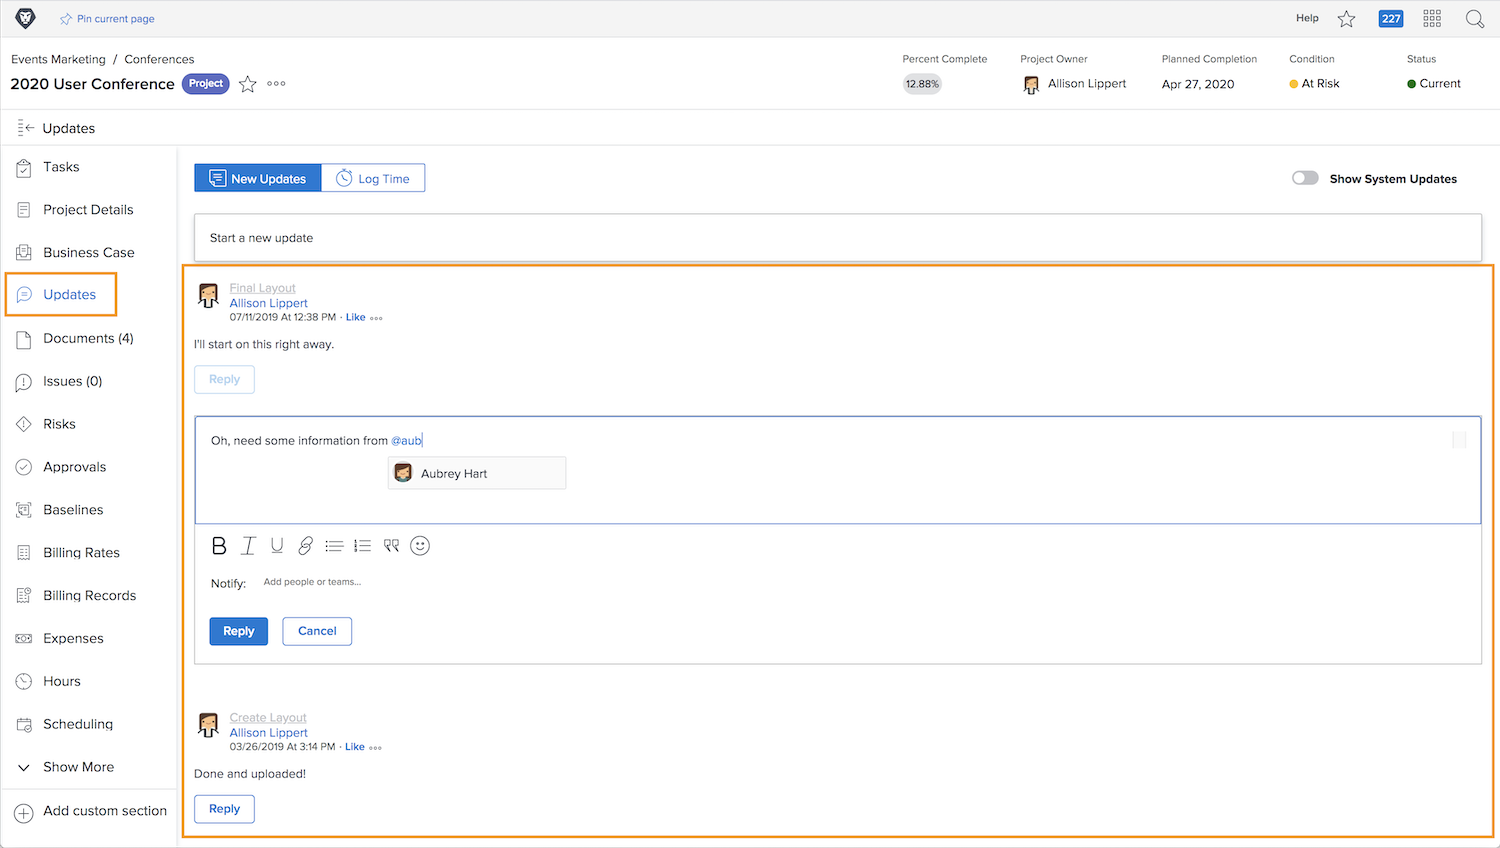 Pin current page
Help
227
Events Marketing / Conferences
2020 User Conference Project
Percent Complete
12.88%
Project Owner
Allison Lippert
Planned Completion
Apr 27, 2020
Condition
At Risk
Status
Current
Updates
Tasks
Project Details
Business Case
Updates
Documents (4)
Issues (0)
Risks
Approvals
Baselines
Billing Rates
Billing Records
Expenses
Hours
Scheduling
Show More
Add custom section
New Updates
Log Time
Show System Updates
Start a new update
Final Layout
Allison Lippert
07/11/2019 At 12:38 PM · Like
I'll start on this right away.
Reply
Oh, need some information from @aub
Aubrey Hart
B I U
Notify: Add people or teams...
Reply
Cancel
Create Layout
Allison Lippert
03/26/2019 At 3:14 PM · Like
Done and uploaded!
Reply